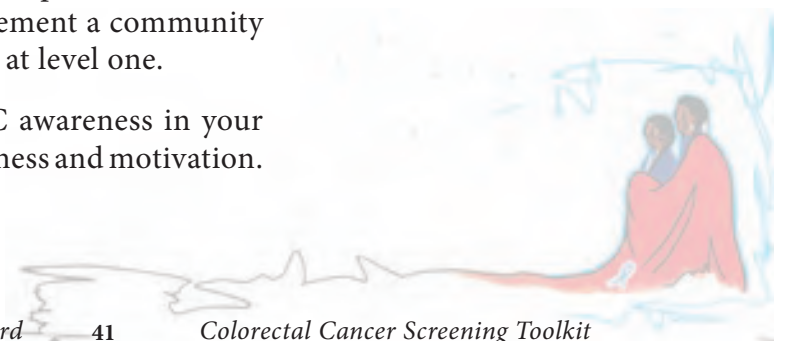 ement a community
at level one.
C awareness in your
ness and motivation.
rd 41 Colorectal Cancer Screening Toolkit